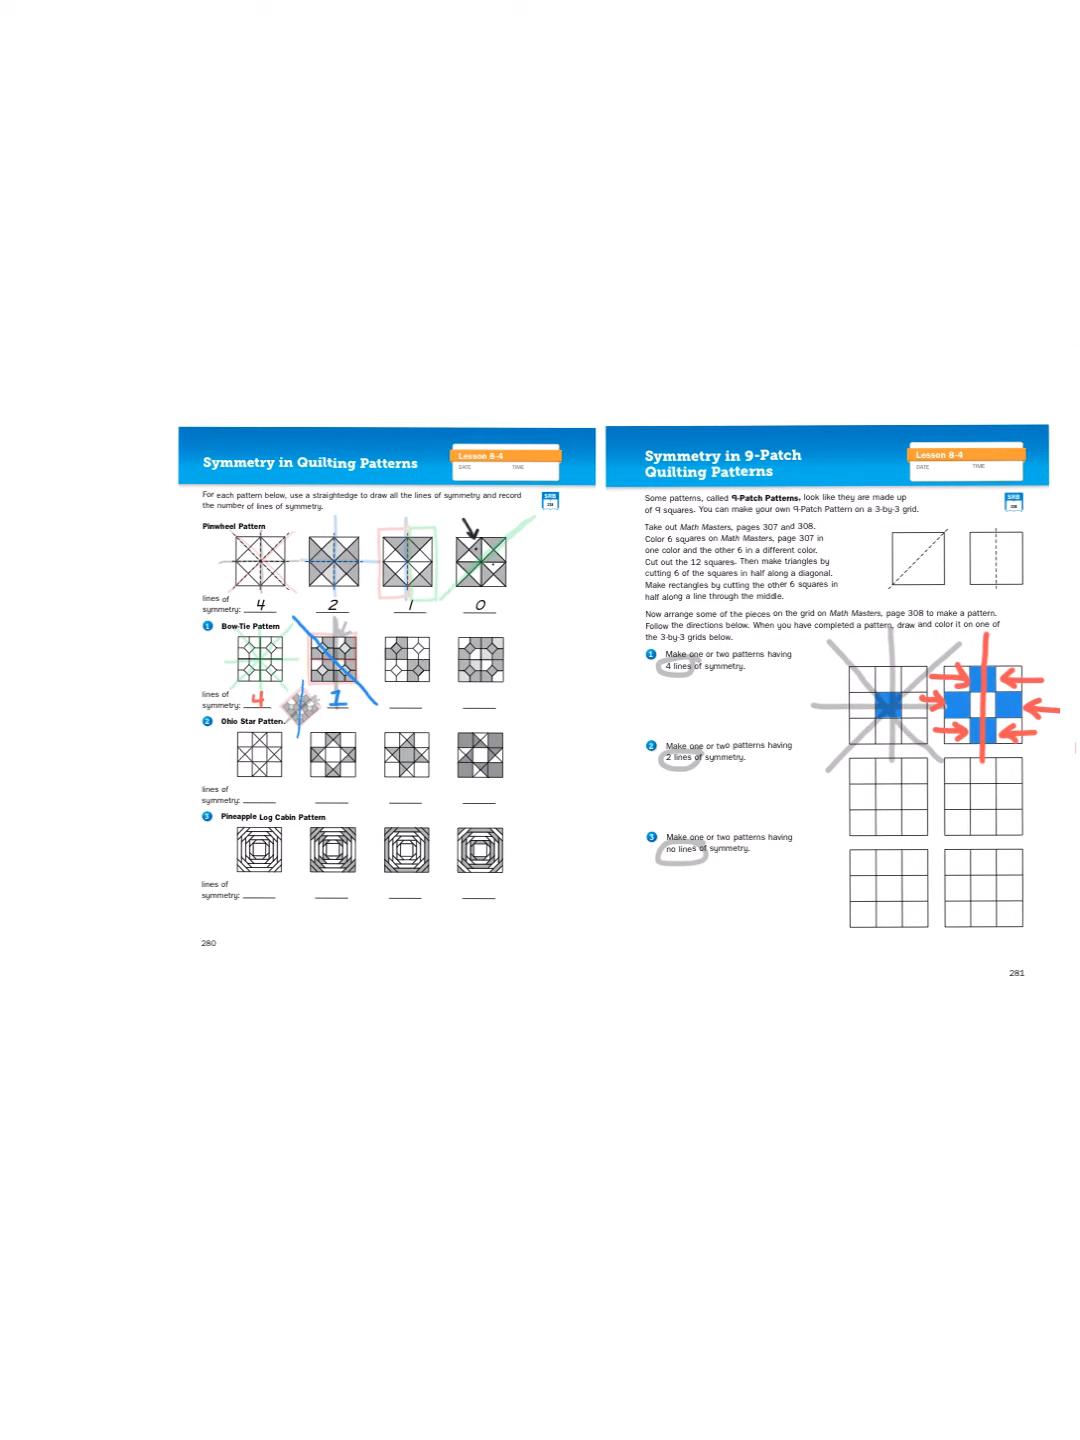 Symmetry in Quilting Patterns
Lesson 8-4
DATE TIME
For each pattern below, use a straightedge to draw all the lines of symmetry and record
the number of lines of symmetry.
SRB
Pinwheel Pattern
lines of
symmetry: 4 2 1 0
1 Bow-Tie Pattern
lines of
symmetry: 4 1
2 Ohio Star Pattern
lines of
symmetry:
3 Pineapple Log Cabin Pattern
lines of
symmetry:
280
Symmetry in 9-Patch
Quilting Patterns
Lesson 8-4
DATE TIME
Some patterns, called 9-Patch Patterns, look like they are made up
of 9 squares. You can make your own 9-Patch Pattern on a 3-by-3 grid.
SRB
Take out Math Masters, pages 307 and 308.
Color 6 squares on Math Masters, page 307 in
one color and the other 6 in a different color.
Cut out the 12 squares. Then make triangles by
cutting 6 of the squares in half along a diagonal.
Make rectangles by cutting the other 6 squares in
half along a line through the middle.
Now arrange some of the pieces on the grid on Math Masters, page 308 to make a pattern.
Follow the directions below. When you have completed a pattern, draw and color it on one of
the 3-by-3 grids below.
1 Make one or two patterns having
4 lines of symmetry.
2 Make one or two patterns having
2 lines of symmetry.
3 Make one or two patterns having
no lines of symmetry.
281